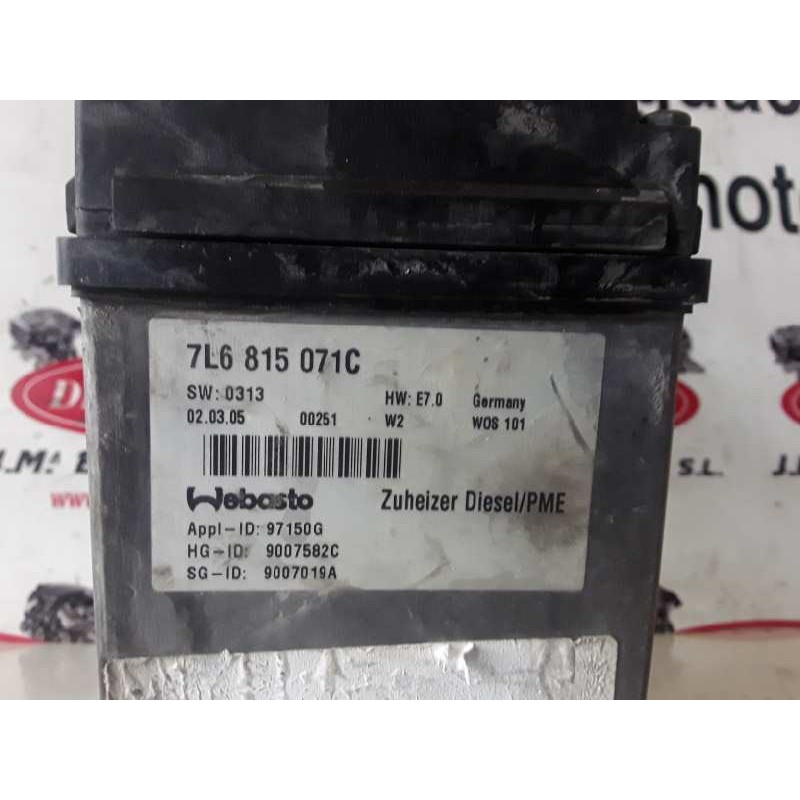 7L6 815 071C
SW: 0313 HW: E7.0 Germany
02.03.05 00251 W2 WOS 101
Webasto Zuheizer Diesel/PME
Appl-ID: 97150G
HG-ID: 9007582C
SG-ID: 9007019A
S.L.
www.